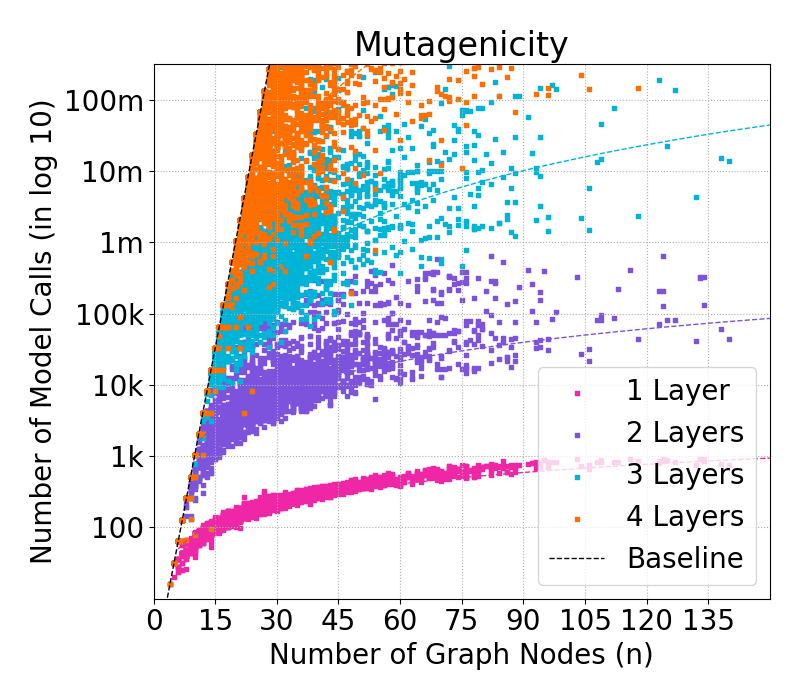 Mutagenicity
Number of Model Calls (in log 10)
100m
10m
1m
100k
10k
1k
100
1 Layer
2 Layers
3 Layers
4 Layers
Baseline
0 15 30 45 60 75 90 105 120 135
Number of Graph Nodes (n)